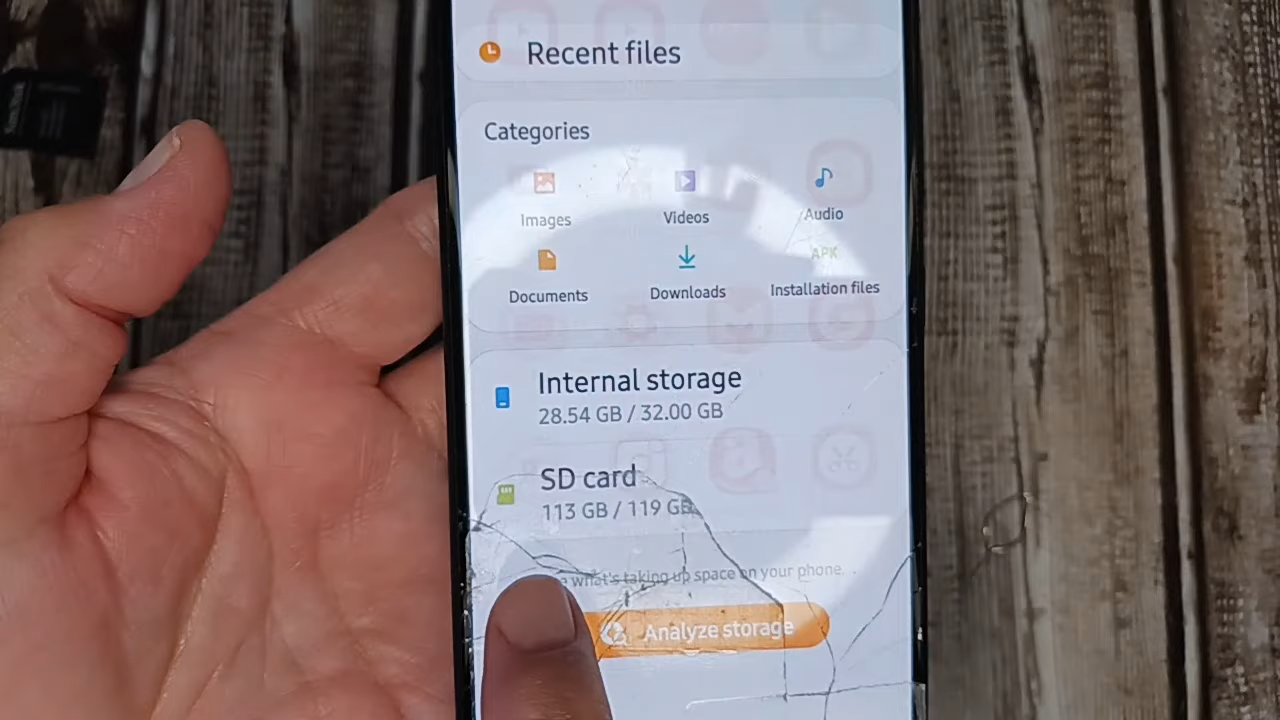 Recent files
Categories
Images
Videos
Audio
APK
Documents
Downloads
Installation files
Internal storage
28.54 GB / 32.00 GB
SD card
113 GB / 119 GB
what's taking up space on your phone.
Analyze storage